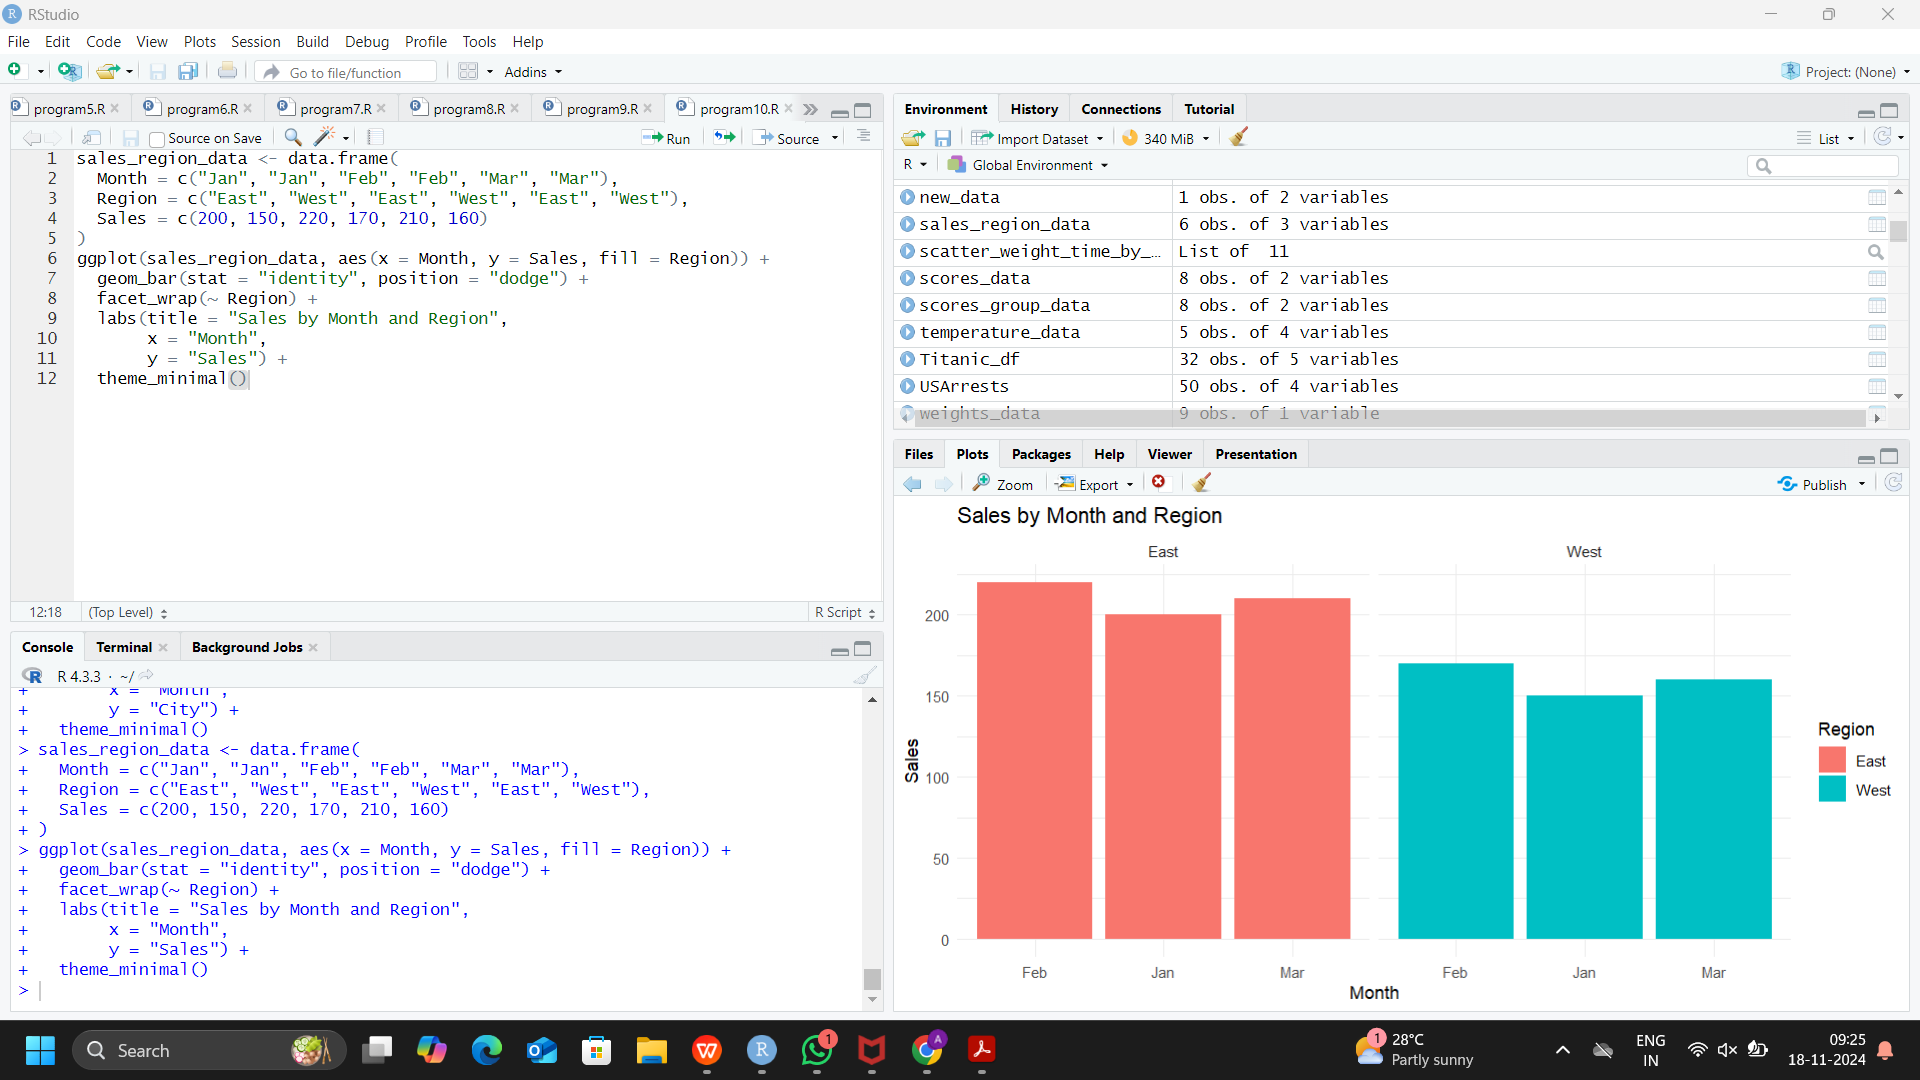 RStudio
File Edit Code View Plots Session Build Debug Profile Tools Help
Go to file/function Addins Project: (None)
program5.R program6.R program7.R program8.R program9.R program10.R
Source on Save Run Source
1 sales_region_data <- data.frame(
2 Month = c("Jan", "Jan", "Feb", "Feb", "Mar", "Mar"),
3 Region = c("East", "West", "East", "West", "East", "West"),
4 Sales = c(200, 150, 220, 170, 210, 160)
5 )
6 ggplot(sales_region_data, aes(x = Month, y = Sales, fill = Region)) +
7 geom_bar(stat = "identity", position = "dodge") +
8 facet_wrap(~ Region) +
9 labs(title = "Sales by Month and Region",
10 x = "Month",
11 y = "Sales") +
12 theme_minimal()
12:18 (Top Level) R Script
Console Terminal Background Jobs
R 4.3.3 · ~/
+ x = "Month",
+ y = "City") +
+ theme_minimal()
> sales_region_data <- data.frame(
+ Month = c("Jan", "Jan", "Feb", "Feb", "Mar", "Mar"),
+ Region = c("East", "West", "East", "West", "East", "West"),
+ Sales = c(200, 150, 220, 170, 210, 160)
+ )
> ggplot(sales_region_data, aes(x = Month, y = Sales, fill = Region)) +
+ geom_bar(stat = "identity", position = "dodge") +
+ facet_wrap(~ Region) +
+ labs(title = "Sales by Month and Region",
+ x = "Month",
+ y = "Sales") +
+ theme_minimal()
>
Environment History Connections Tutorial
Import Dataset 340 MiB List
R Global Environment
new_data 1 obs. of 2 variables
sales_region_data 6 obs. of 3 variables
scatter_weight_time_by_… List of 11
scores_data 8 obs. of 2 variables
scores_group_data 8 obs. of 2 variables
temperature_data 5 obs. of 4 variables
Titanic_df 32 obs. of 5 variables
USArrests 50 obs. of 4 variables
weights_data 9 obs. of 1 variable
Files Plots Packages Help Viewer Presentation
Zoom Export Publish
Sales by Month and Region
East West
200
150
100
50
0
Sales
Feb Jan Mar Feb Jan Mar
Month
Region
East
West
Search
1
A
1
28°C
Partly sunny
ENG
IN
09:25
18-11-2024